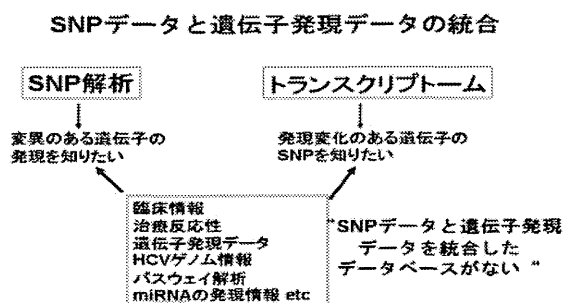 SNPデータと遺伝子発現データの統合
SNP解析
トランスクリプトーム
変異のある遺伝子の
発現を知りたい
発現変化のある遺伝子の
SNPを知りたい
臨床情報
治療反応性
遺伝子発現データ
HCVゲノム情報
パスウェイ解析
miRNAの発現情報 etc
"SNPデータと遺伝子発現
データを統合した
データベースがない "